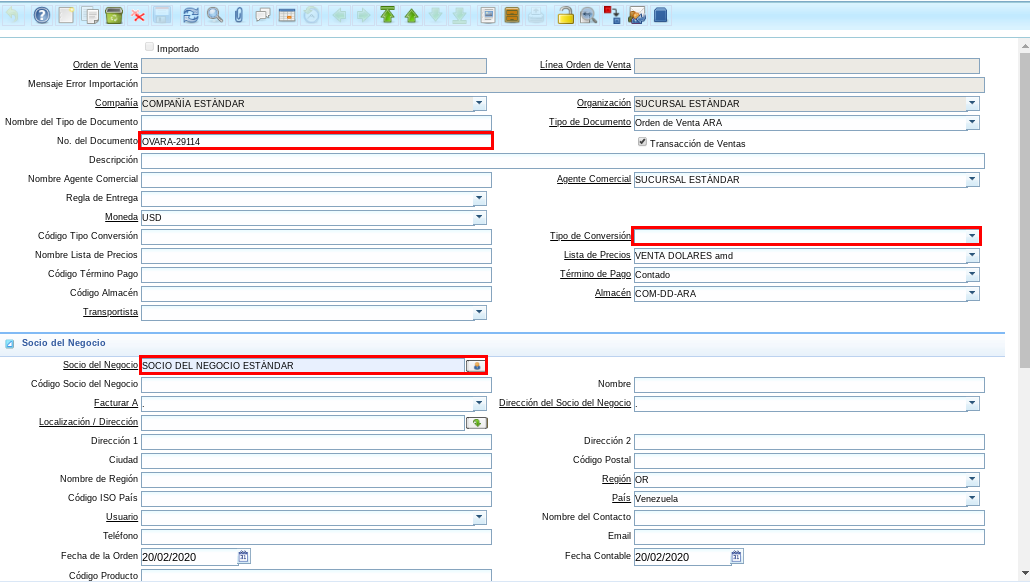 Importado
Orden de Venta Línea Orden de Venta
Mensaje Error Importación
Compañía COMPAÑÍA ESTÁNDAR Organización SUCURSAL ESTÁNDAR
Nombre del Tipo de Documento Tipo de Documento Orden de Venta ARA
No. del Documento OVARA-29114 Transacción de Ventas
Descripción
Nombre Agente Comercial Agente Comercial SUCURSAL ESTÁNDAR
Regla de Entrega
Moneda USD
Código Tipo Conversión Tipo de Conversión
Nombre Lista de Precios Lista de Precios VENTA DOLARES amd
Código Término Pago Término de Pago Contado
Código Almacén Almacén COM-DD-ARA
Transportista
Socio del Negocio
Socio del Negocio SOCIO DEL NEGOCIO ESTÁNDAR
Código Socio del Negocio Nombre
Facturar A . Dirección del Socio del Negocio .
Localización / Dirección
Dirección 1 Dirección 2
Ciudad Código Postal
Nombre de Región Región OR
Código ISO País País Venezuela
Usuario Nombre del Contacto
Teléfono Email
Fecha de la Orden 20/02/2020 31 Fecha Contable 20/02/2020 31
Código Producto